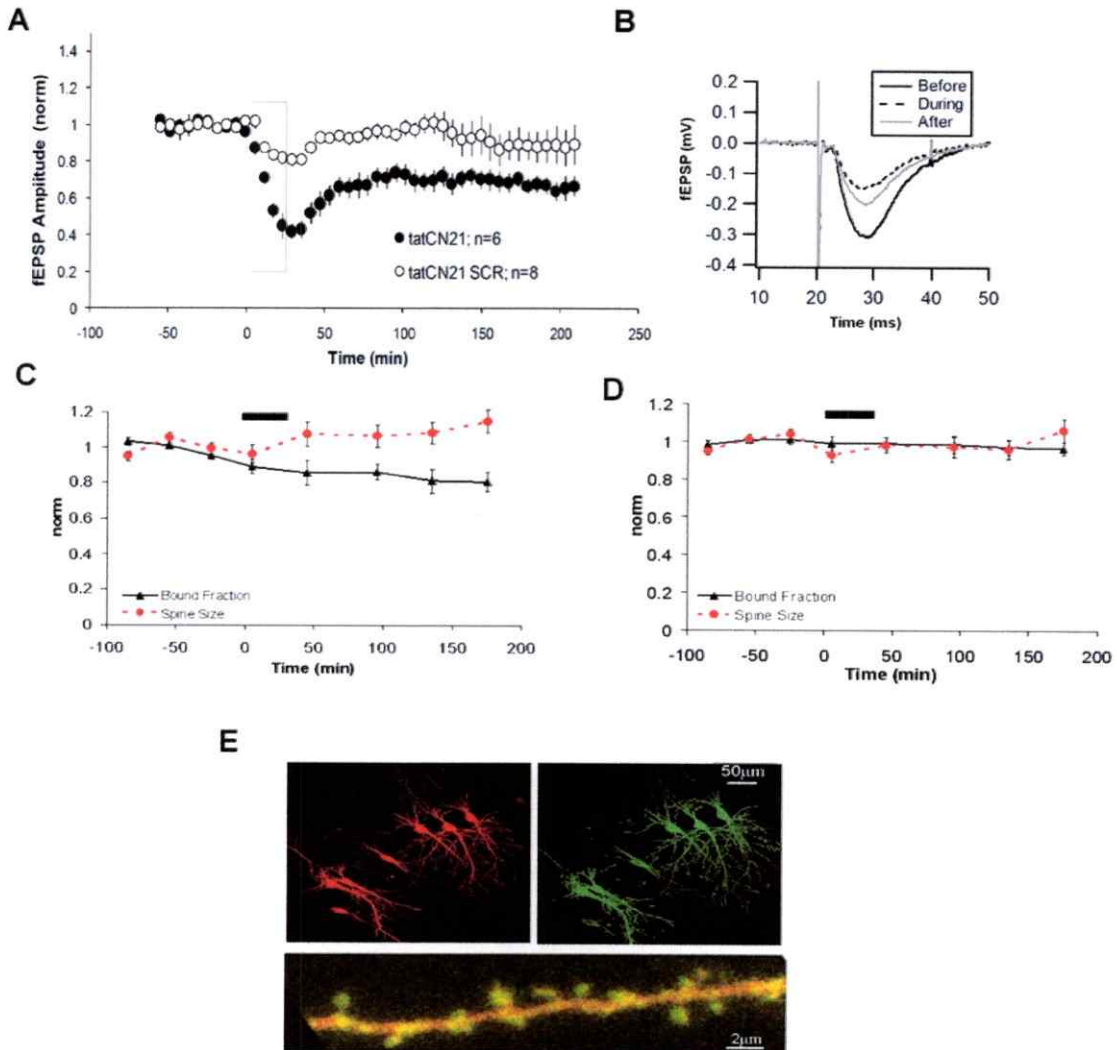 A
fEPSP Amplitude (norm)
1.4
1.2
1
0.8
0.6
0.4
0.2
0
-100
-50
0
50
100
150
200
250
Time (min)
tatCN21; n=6
tatCN21 SCR; n=8
B
fEPSP (mV)
0.2
0.1
0.0
-0.1
-0.2
-0.3
-0.4
10
20
30
40
50
Time (ms)
Before
During
After
C
norm
1.2
1
0.8
0.6
0.4
0.2
0
Bound Fraction
Spine Size
-100
-50
0
50
100
150
200
Time (min)
D
norm
1.2
1
0.8
0.6
0.4
0.2
0
Bound Fraction
Spine Size
-100
-50
0
50
100
150
200
Time (min)
E
50μm
2μm